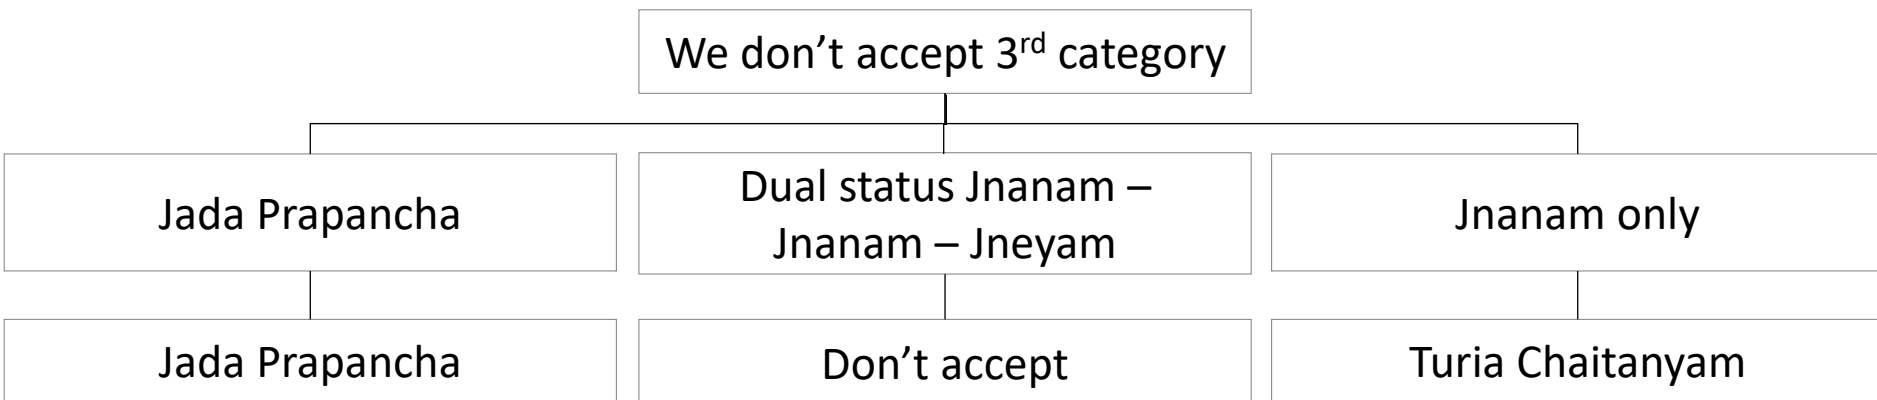 We don’t accept 3rd category
Jada Prapancha
Dual status Jnanam –
Jnanam – Jneyam
Jnanam only
Jada Prapancha
Don’t accept
Turia Chaitanyam